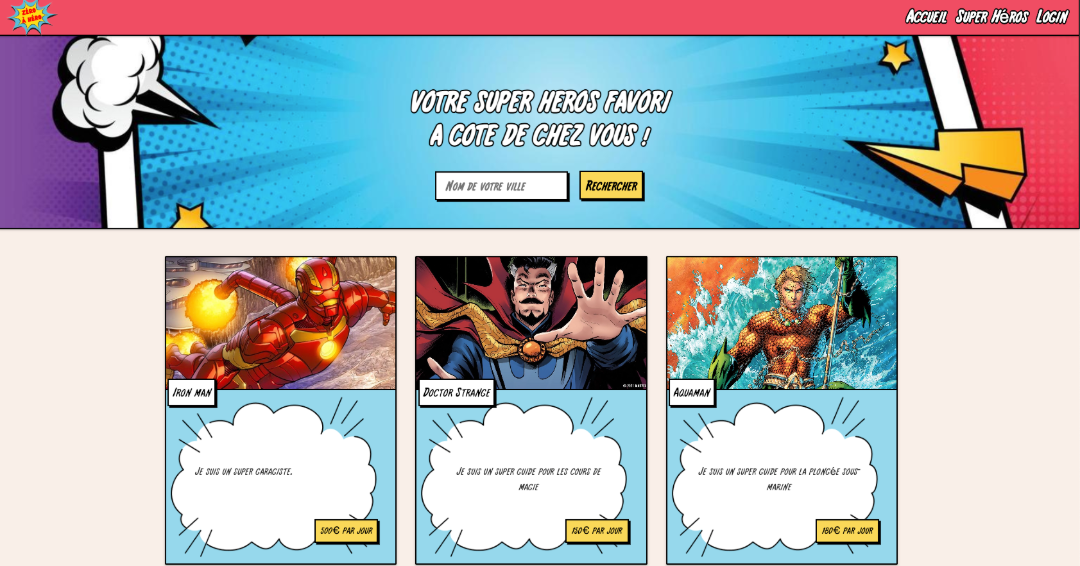 ZÉRO
À HÉRO
Accueil Super Héros Login
VOTRE SUPER HEROS FAVORI
A COTE DE CHEZ VOUS !
Nom de votre ville
Rechercher
Iron man
Doctor Strange
Aquaman
Je suis un super garagiste.
Je suis un super guide pour les cours de
magie
Je suis un super guide pour la plongée sous-
marine
500€ par jour
150€ par jour
180€ par jour